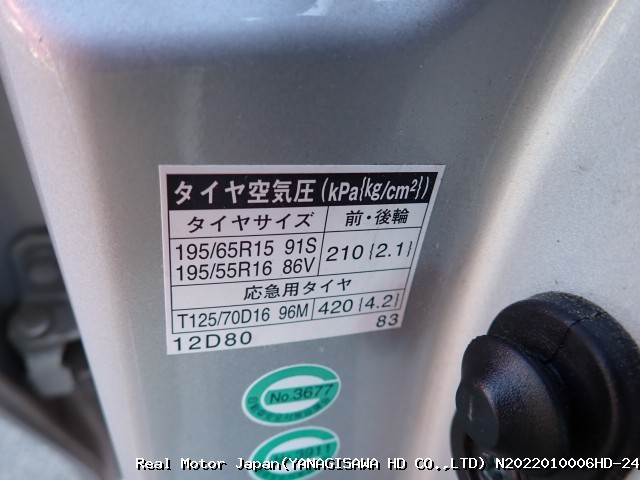 タイヤ空気圧(kPa{kg/cm²})
タイヤサイズ 前・後輪
195/65R15 91S
195/55R16 86V
210{2.1}
応急用タイヤ
T125/70D16 96M 420{4.2}
12D80 83
No.3677
Real Motor Japan(YANAGISAWA HD CO.,LTD) N2022010006HD-24